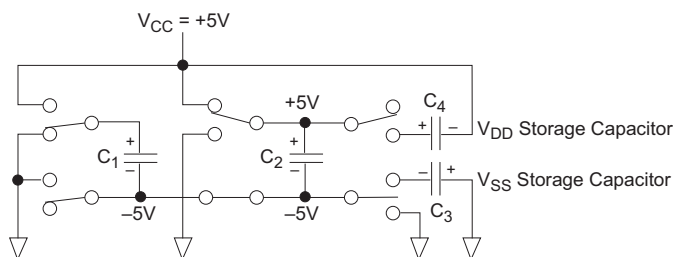 V_CC = +5V
+5V
C_4
+ –
V_DD Storage Capacitor
C_1
+
–
C_2
+
–
– +
V_SS Storage Capacitor
C_3
–5V
–5V